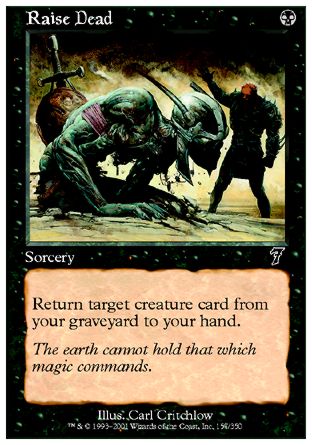 Raise Dead
Sorcery
Return target creature card from
your graveyard to your hand.
The earth cannot hold that which
magic commands.
Illus. Carl Critchlow
™ & © 1993–2001 Wizards of the Coast, Inc. 159/350